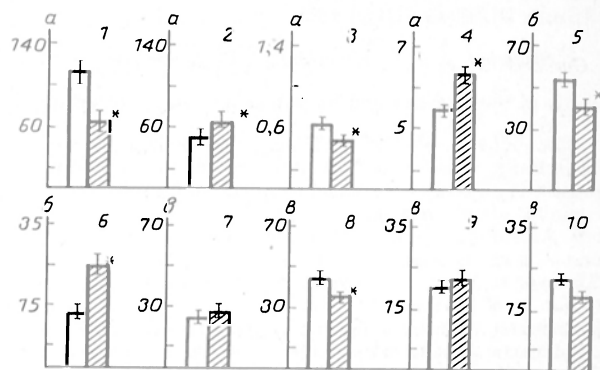 а 1 а 2 а 3 а 4 б 5
140 140 1,4 7 70
* * * * *
60 60 0,6 5 30
б 6 в 7 в 8 в 9 в 10
35 70 70 35 35
* *
15 30 30 15 15